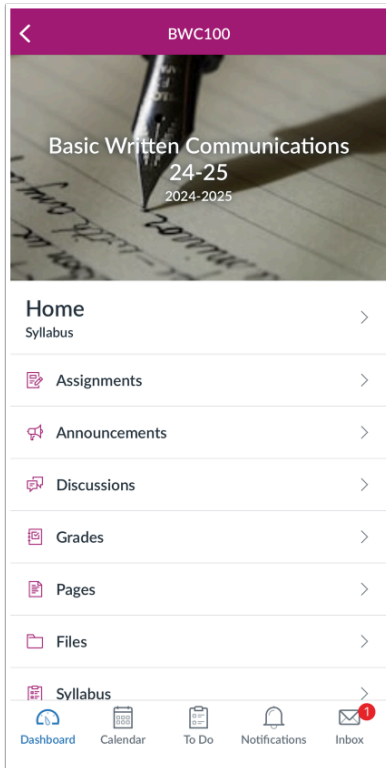 BWC100
Basic Written Communications
24-25
2024-2025
Home
Syllabus
Assignments
Announcements
Discussions
Grades
Pages
Files
Syllabus
1
Dashboard Calendar To Do Notifications Inbox